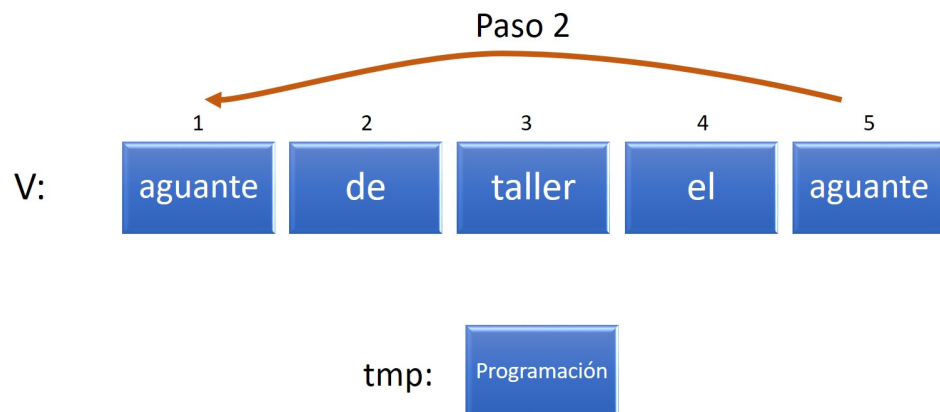 Paso 2
1 2 3 4 5
V: aguante de taller el aguante
tmp: Programación